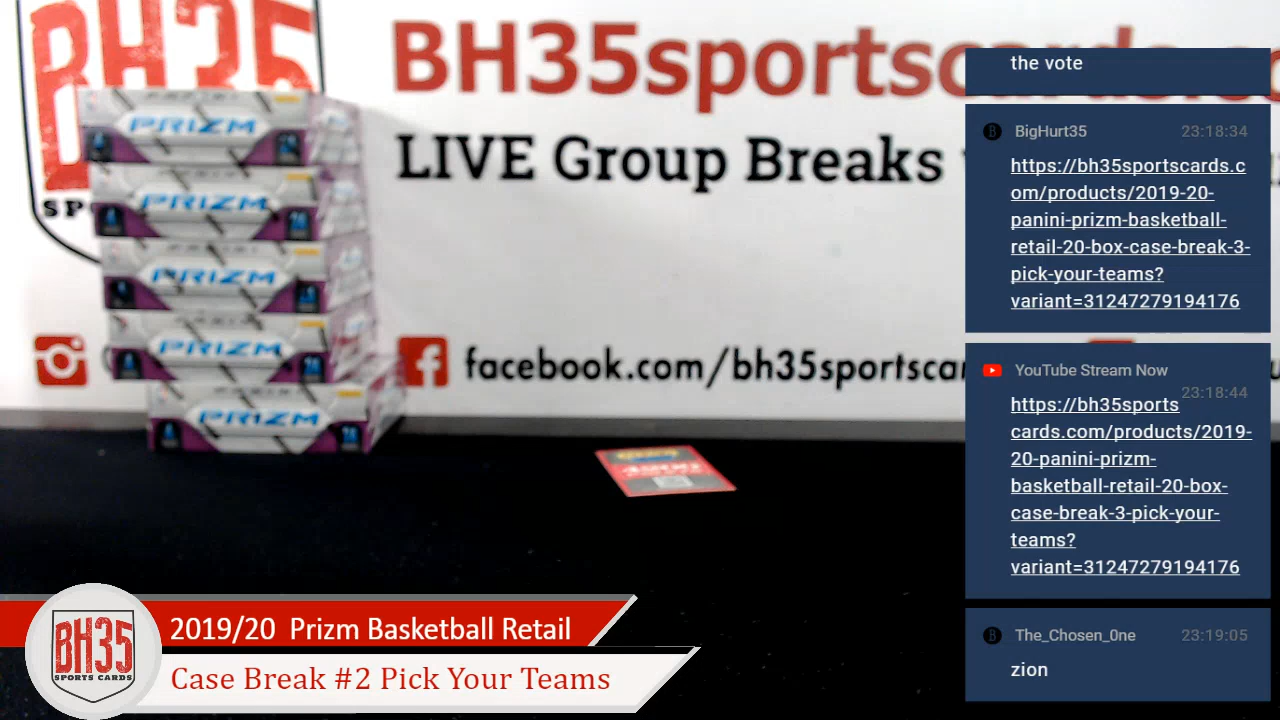 BH35
BH35sportscards.co
LIVE Group Breaks
SP
PRIZM
PRIZM
PRIZM
PRIZM
PRIZM
facebook.com/bh35sportscar
the vote
BigHurt35 23:18:34
https://bh35sportscards.c
om/products/2019-20-
panini-prizm-basketball-
retail-20-box-case-break-3-
pick-your-teams?
variant=31247279194176
YouTube Stream Now
23:18:44
https://bh35sports
cards.com/products/2019-
20-panini-prizm-
basketball-retail-20-box-
case-break-3-pick-your-
teams?
variant=31247279194176
The_Chosen_0ne 23:19:05
zion
BH35
SPORTS CARDS
2019/20 Prizm Basketball Retail
Case Break #2 Pick Your Teams